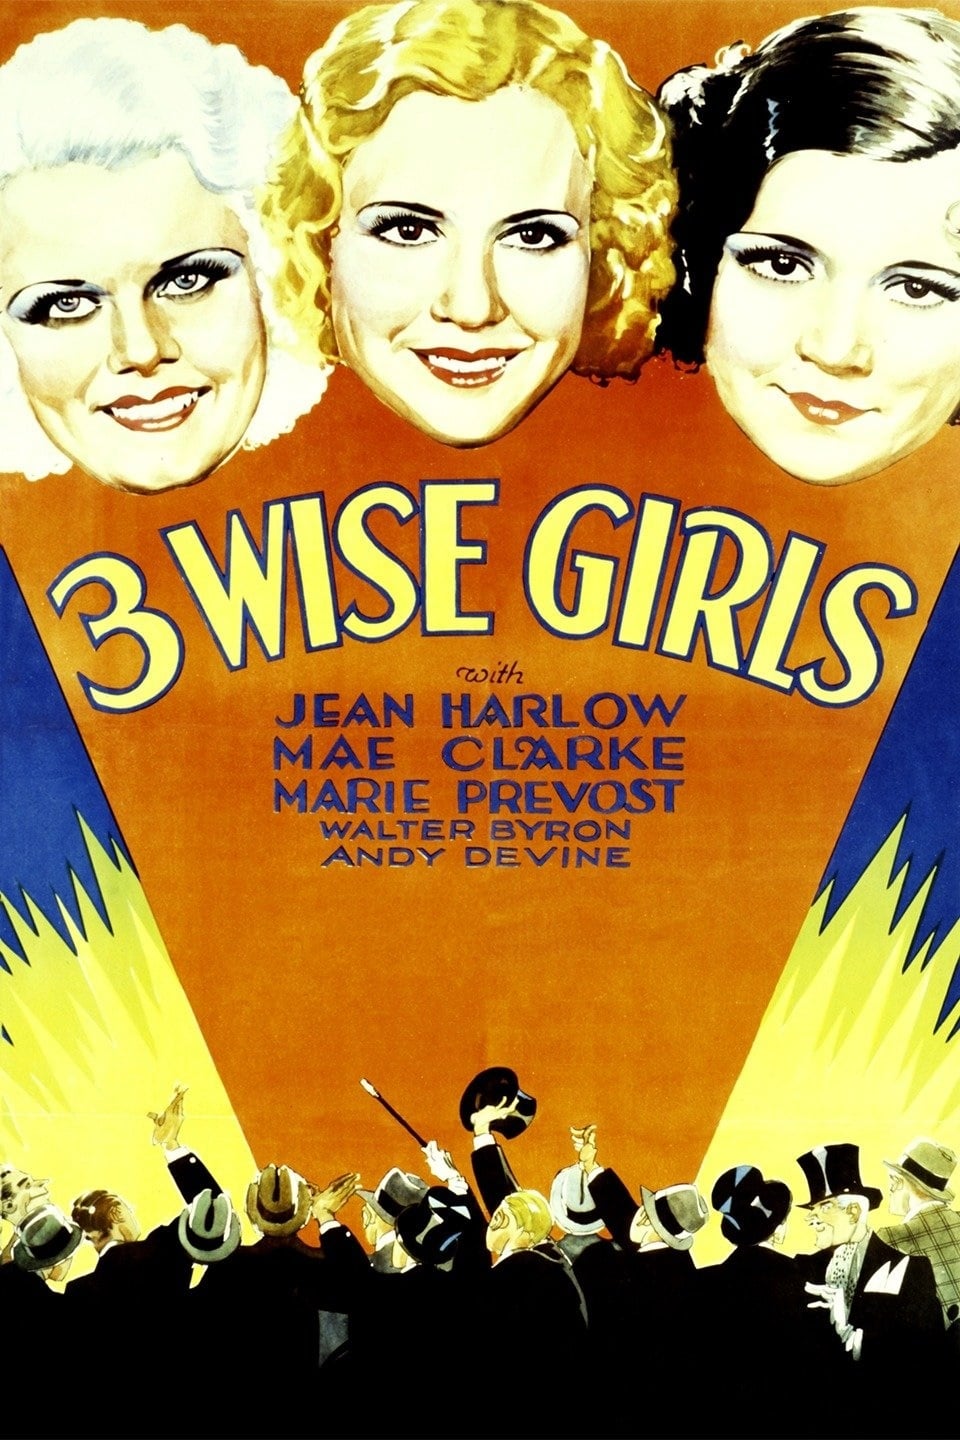 3 WISE GIRLS
with
JEAN HARLOW
MAE CLARKE
MARIE PREVOST
WALTER BYRON
ANDY DEVINE